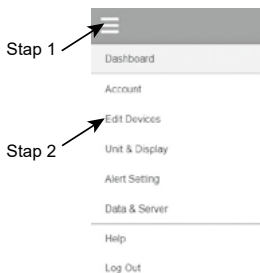 Stap 1
Dashboard
Account
Edit Devices
Stap 2
Unit & Display
Alert Setting
Data & Server
Help
Log Out